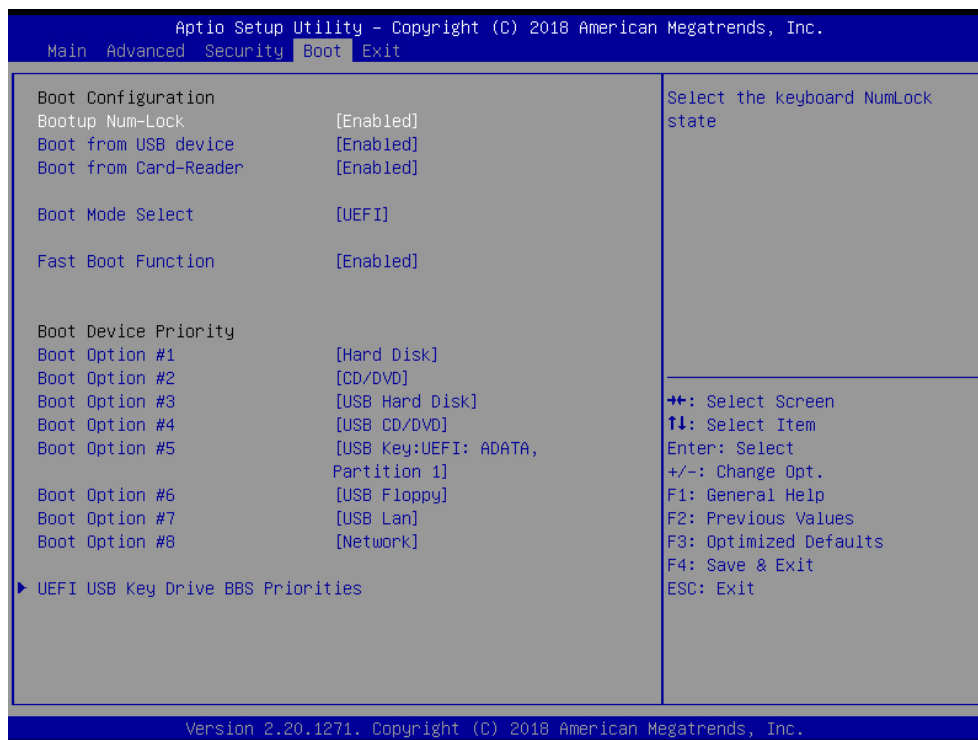 Aptio Setup Utility – Copyright (C) 2018 American Megatrends, Inc.
Main Advanced Security Boot Exit
Boot Configuration
Bootup Num-Lock [Enabled]
Boot from USB device [Enabled]
Boot from Card-Reader [Enabled]
Boot Mode Select [UEFI]
Fast Boot Function [Enabled]
Boot Device Priority
Boot Option #1 [Hard Disk]
Boot Option #2 [CD/DVD]
Boot Option #3 [USB Hard Disk]
Boot Option #4 [USB CD/DVD]
Boot Option #5 [USB Key:UEFI: ADATA,
Partition 1]
Boot Option #6 [USB Floppy]
Boot Option #7 [USB Lan]
Boot Option #8 [Network]
▶ UEFI USB Key Drive BBS Priorities
Select the keyboard NumLock
state
→←: Select Screen
↑↓: Select Item
Enter: Select
+/-: Change Opt.
F1: General Help
F2: Previous Values
F3: Optimized Defaults
F4: Save & Exit
ESC: Exit
Version 2.20.1271. Copyright (C) 2018 American Megatrends, Inc.